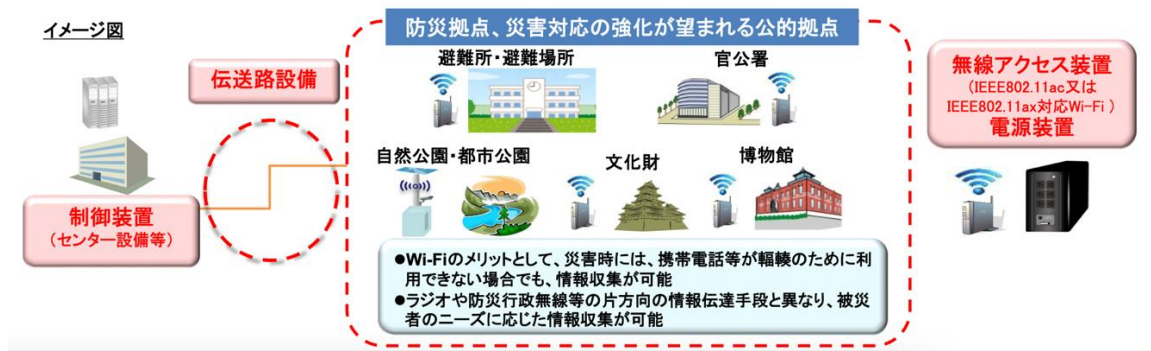 イメージ図
伝送路設備
制御装置
（センター設備等）
防災拠点、災害対応の強化が望まれる公的拠点
避難所・避難場所
官公署
自然公園・都市公園
文化財
博物館
●Wi-Fiのメリットとして、災害時には、携帯電話等が輻輳のために利
用できない場合でも、情報収集が可能
●ラジオや防災行政無線等の片方向の情報伝達手段と異なり、被災
者のニーズに応じた情報収集が可能
無線アクセス装置
（IEEE802.11ac又は
IEEE802.11ax対応Wi-Fi）
電源装置